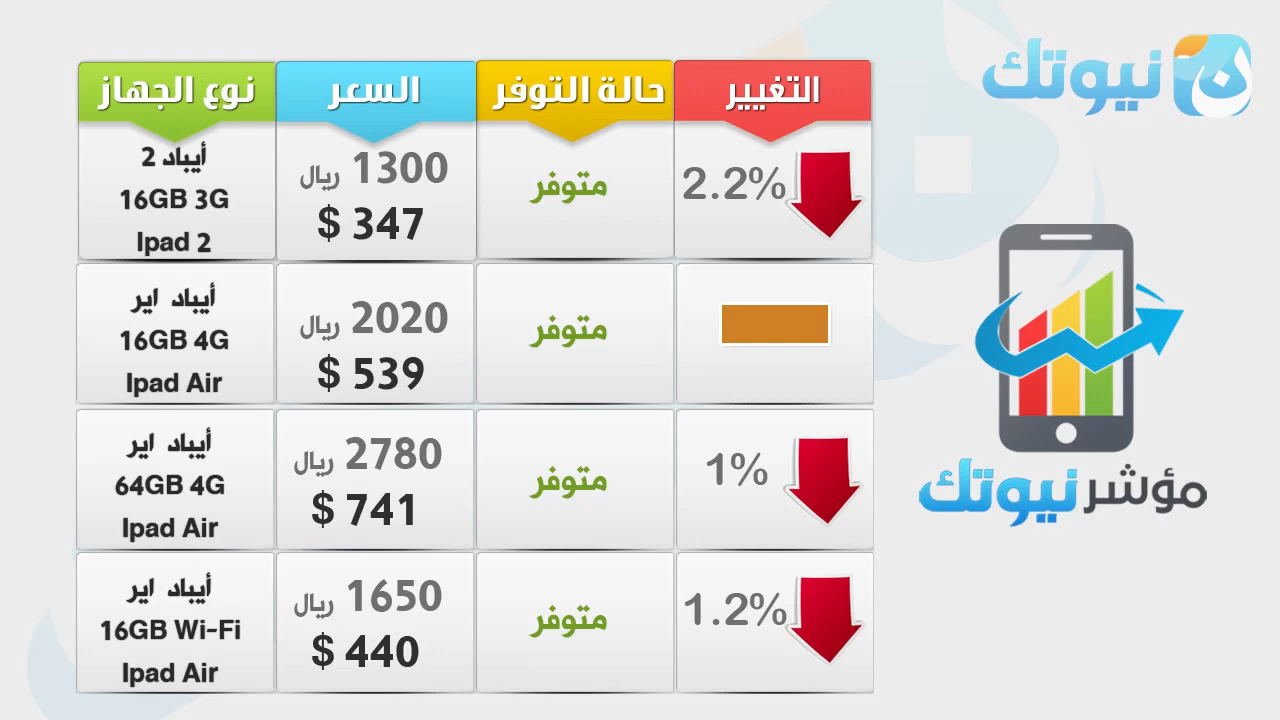 نيوتك
نوع الجهاز السعر حالة التوفر التغيير
أيباد 2
16GB 3G
Ipad 2
1300 ريال
$ 347
متوفر
2.2%
أيباد اير
16GB 4G
Ipad Air
2020 ريال
$ 539
متوفر
أيباد اير
64GB 4G
Ipad Air
2780 ريال
$ 741
متوفر
1%
أيباد اير
16GB Wi-Fi
Ipad Air
1650 ريال
$ 440
متوفر
1.2%
مؤشر نيوتك